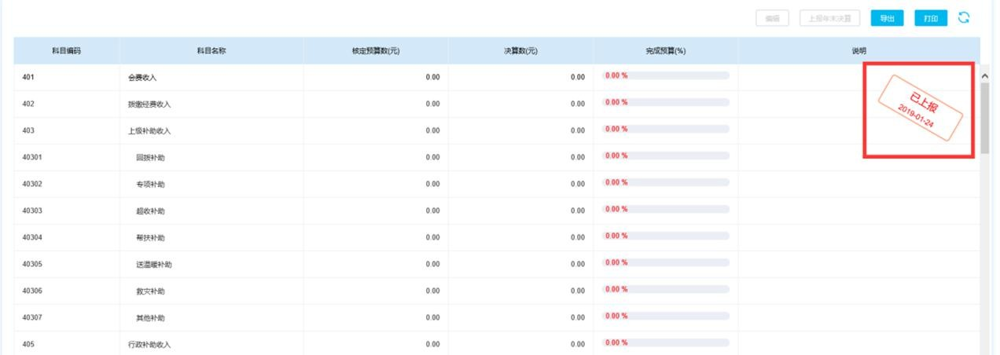 编辑 上报年末决算 导出 打印
科目编码 科目名称 核定预算数(元) 决算数(元) 完成预算(%) 说明
401 会费收入 0.00 0.00 0.00 %
402 拨缴经费收入 0.00 0.00 0.00 %
403 上级补助收入 0.00 0.00 0.00 %
40301 回拨补助 0.00 0.00 0.00 %
40302 专项补助 0.00 0.00 0.00 %
40303 超收补助 0.00 0.00 0.00 %
40304 帮扶补助 0.00 0.00 0.00 %
40305 送温暖补助 0.00 0.00 0.00 %
40306 救灾补助 0.00 0.00 0.00 %
40307 其他补助 0.00 0.00 0.00 %
405 行政补助收入 0.00 0.00 0.00 %
已上报
2019-01-24